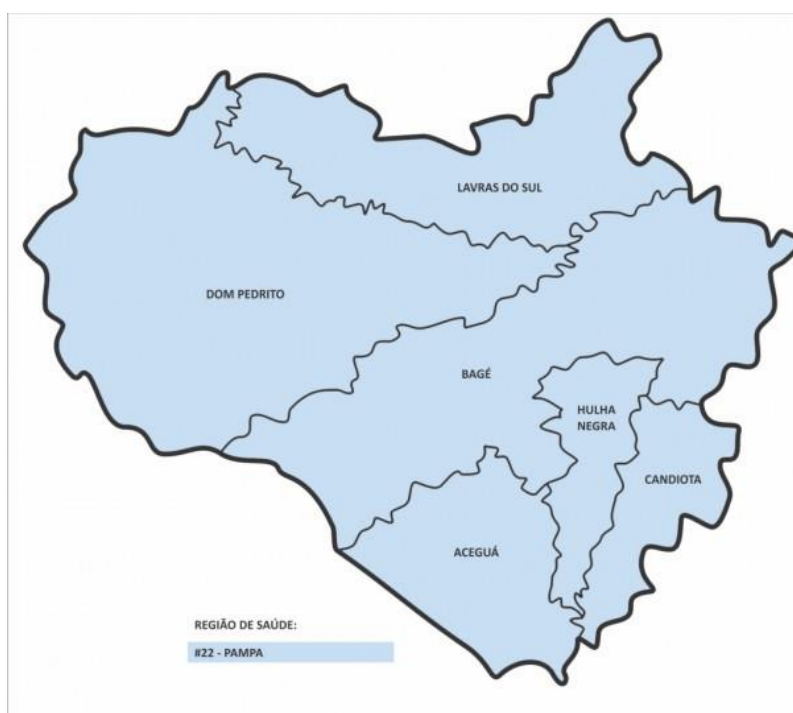 LAVRAS DO SUL
DOM PEDRITO
BAGÉ
HULHA
NEGRA
CANDIOTA
ACEGUÁ
REGIÃO DE SAÚDE:
#22 - PAMPA